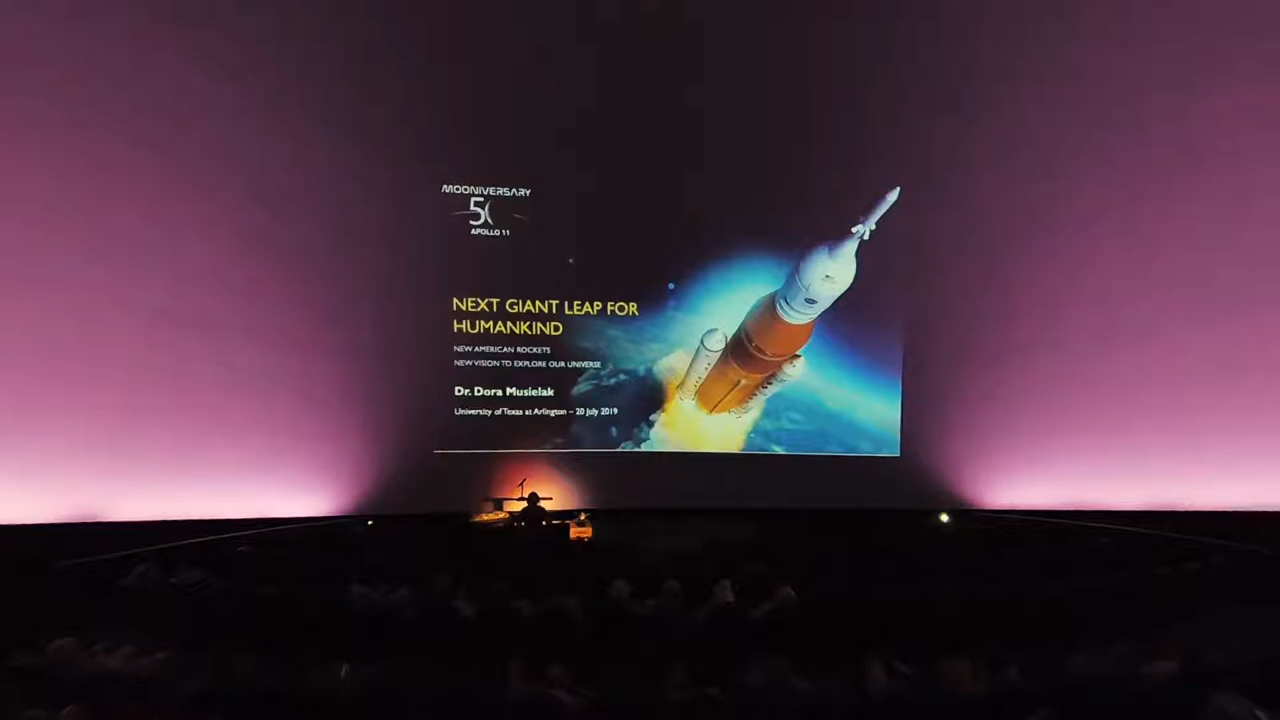 MOONIVERSARY
50
APOLLO 11
NEXT GIANT LEAP FOR
HUMANKIND
NEW AMERICAN ROCKETS
NEW VISION TO EXPLORE OUR UNIVERSE
Dr. Dora Musielak
University of Texas at Arlington – 20 July 2019